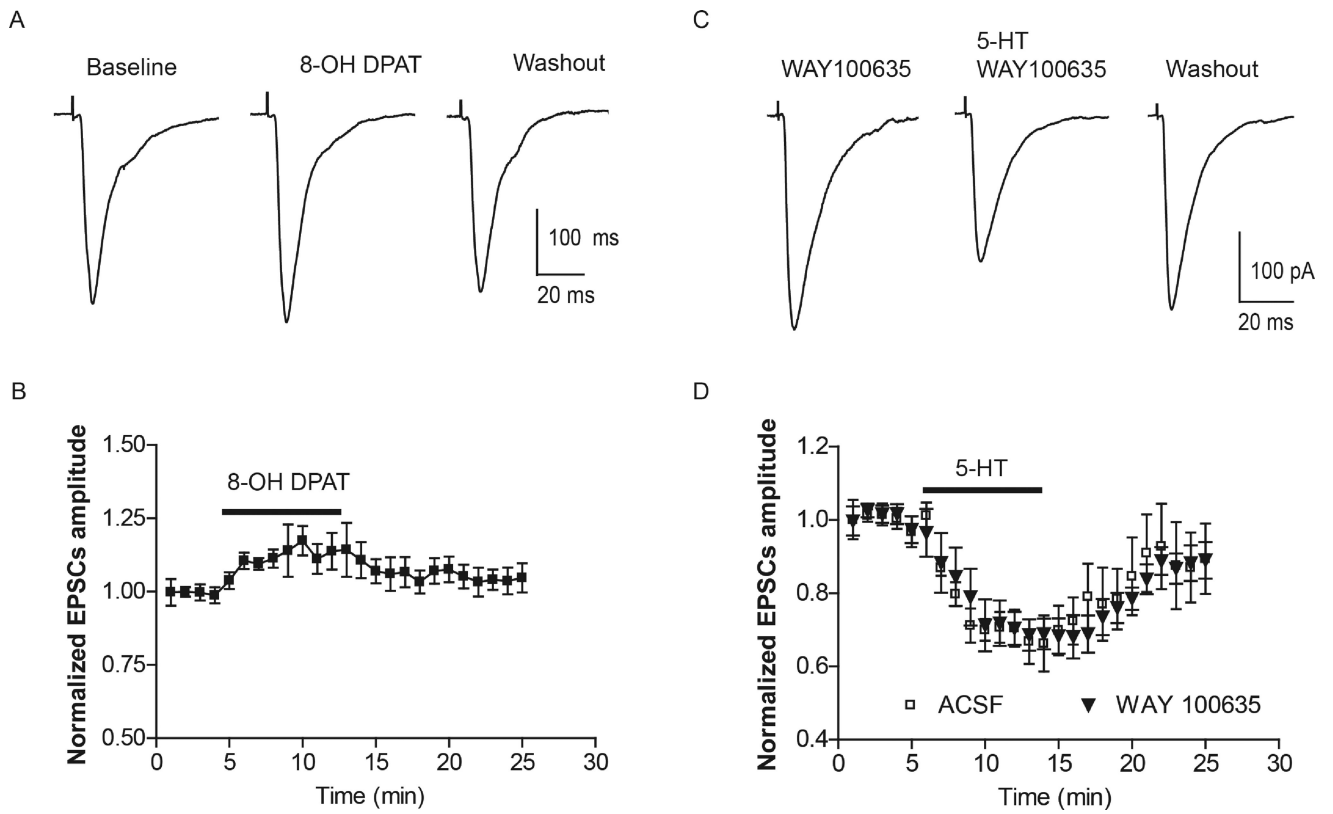 A
Baseline
8-OH DPAT
Washout
100 ms
20 ms
C
WAY100635
5-HT
WAY100635
Washout
100 pA
20 ms
B
Normalized EPSCs amplitude
1.50
1.25
1.00
0.75
0.50
8-OH DPAT
0 5 10 15 20 25 30
Time (min)
D
Normalized EPSCs amplitude
1.2
1.0
0.8
0.6
0.4
5-HT
ACSF WAY 100635
0 5 10 15 20 25 30
Time (min)